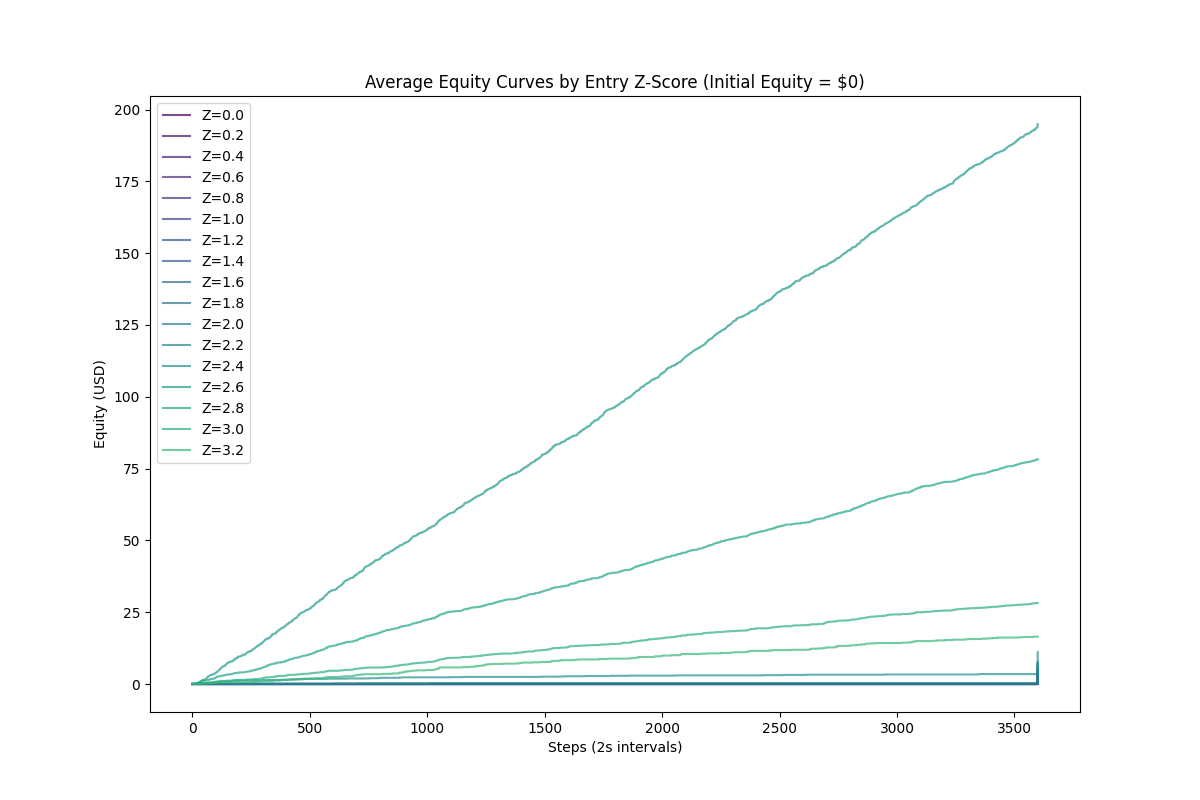 Average Equity Curves by Entry Z-Score (Initial Equity = $0)
200
175
150
125
100
75
50
25
0
Equity (USD)
Z=0.0
Z=0.2
Z=0.4
Z=0.6
Z=0.8
Z=1.0
Z=1.2
Z=1.4
Z=1.6
Z=1.8
Z=2.0
Z=2.2
Z=2.4
Z=2.6
Z=2.8
Z=3.0
Z=3.2
0 500 1000 1500 2000 2500 3000 3500
Steps (2s intervals)